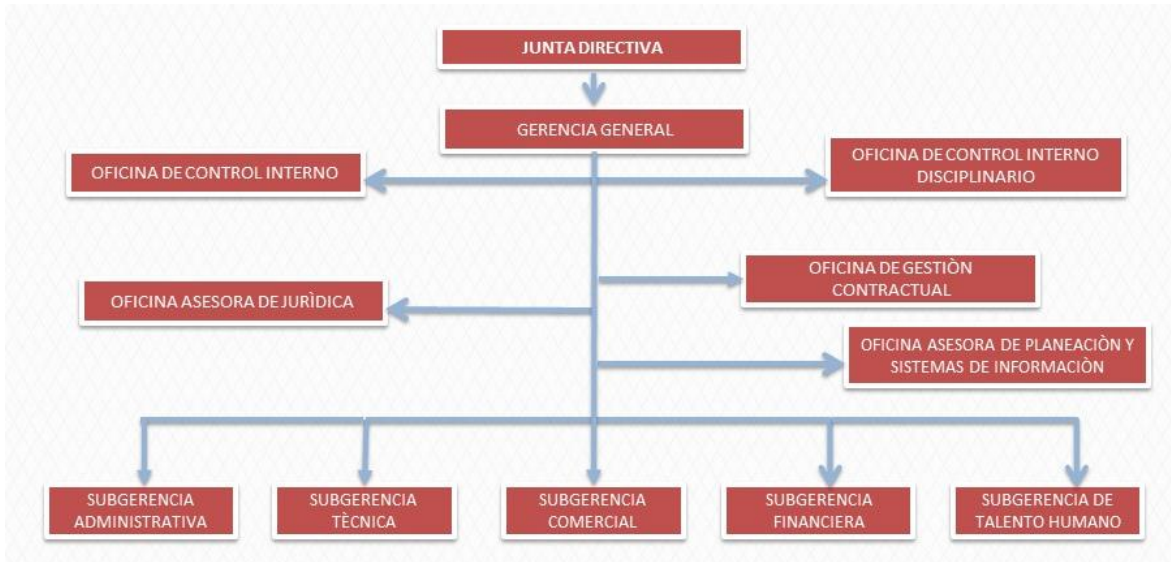 JUNTA DIRECTIVA
GERENCIA GENERAL
OFICINA DE CONTROL INTERNO
OFICINA DE CONTROL INTERNO
DISCIPLINARIO
OFICINA DE GESTIÒN
CONTRACTUAL
OFICINA ASESORA DE JURÌDICA
OFICINA ASESORA DE PLANEACIÒN Y
SISTEMAS DE INFORMACIÒN
SUBGERENCIA
ADMINISTRATIVA
SUBGERENCIA
TÈCNICA
SUBGERENCIA
COMERCIAL
SUBGERENCIA
FINANCIERA
SUBGERENCIA DE
TALENTO HUMANO